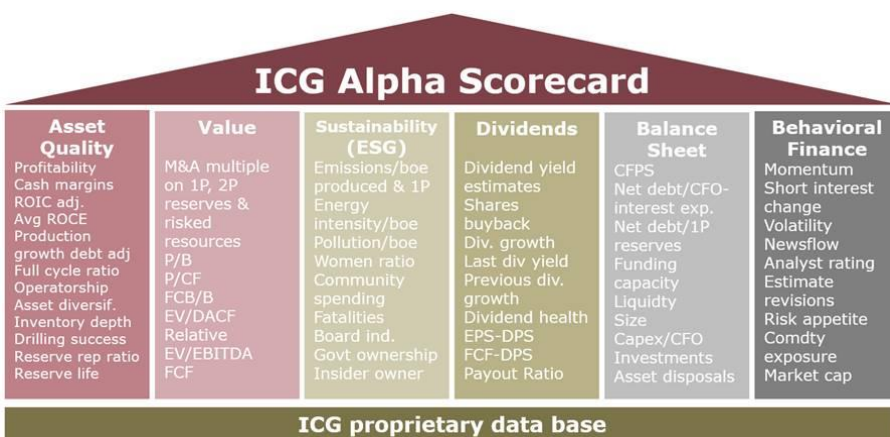 ICG Alpha Scorecard
Asset
Quality
Profitability
Cash margins
ROIC adj.
Avg ROCE
Production
growth debt adj
Full cycle ratio
Operatorship
Asset diversif.
Inventory depth
Drilling success
Reserve rep ratio
Reserve life
Value
M&A multiple
on 1P, 2P
reserves &
risked
resources
P/B
P/CF
FCB/B
EV/DACF
Relative
EV/EBITDA
FCF
Sustainability
(ESG)
Emissions/boe
produced & 1P
Energy
intensity/boe
Pollution/boe
Women ratio
Community
spending
Fatalities
Board ind.
Govt ownership
Insider owner
Dividends
Dividend yield
estimates
Shares
buyback
Div. growth
Last div yield
Previous div.
growth
Dividend health
EPS-DPS
FCF-DPS
Payout Ratio
Balance
Sheet
CFPS
Net debt/CFO-
interest exp.
Net debt/1P
reserves
Funding
capacity
Liquidty
Size
Capex/CFO
Investments
Asset disposals
Behavioral
Finance
Momentum
Short interest
change
Volatility
Newsflow
Analyst rating
Estimate
revisions
Risk appetite
Comdty
exposure
Market cap
ICG proprietary data base